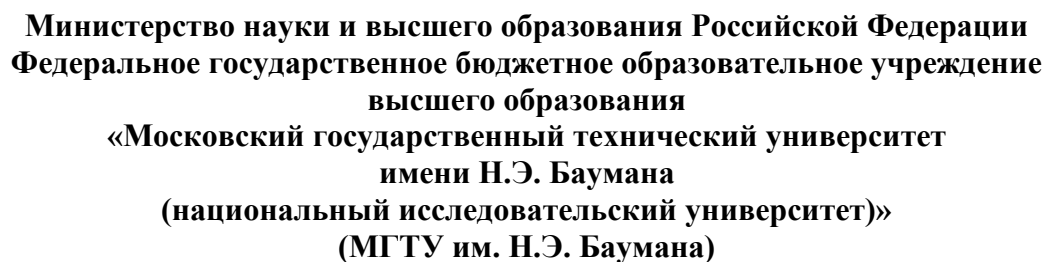 Министерство науки и высшего образования Российской Федерации
Федеральное государственное бюджетное образовательное учреждение
высшего образования
«Московский государственный технический университет
имени Н.Э. Баумана
(национальный исследовательский университет)»
(МГТУ им. Н.Э. Баумана)